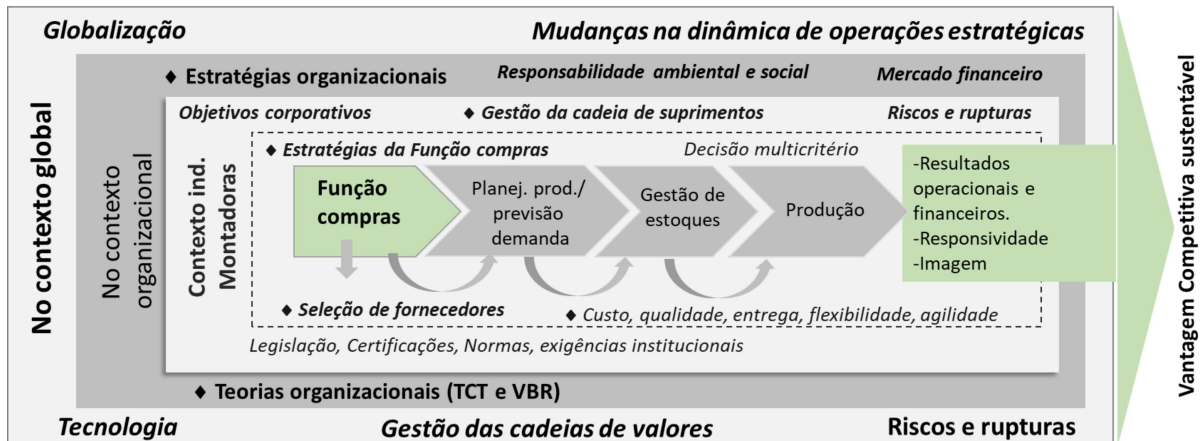 Globalização
Mudanças na dinâmica de operações estratégicas
♦ Estratégias organizacionais
Responsabilidade ambiental e social
Mercado financeiro
Objetivos corporativos
♦ Gestão da cadeia de suprimentos
Riscos e rupturas
♦ Estratégias da Função compras
Decisão multicritério
No contexto global
No contexto
organizacional
Contexto ind.
Montadoras
Função
compras
Planej. prod./
previsão
demanda
Gestão de
estoques
Produção
-Resultados
operacionais e
financeiros.
-Responsividade
-Imagem
Vantagem Competitiva sustentável
♦ Seleção de fornecedores
♦ Custo, qualidade, entrega, flexibilidade, agilidade
Legislação, Certificações, Normas, exigências institucionais
♦ Teorias organizacionais (TCT e VBR)
Tecnologia
Gestão das cadeias de valores
Riscos e rupturas